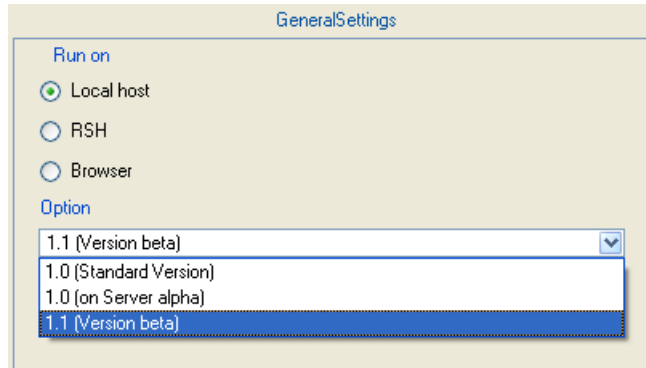 GeneralSettings
Run on
Local host
RSH
Browser
Option
1.1 (Version beta)
1.0 (Standard Version)
1.0 (on Server alpha)
1.1 (Version beta)